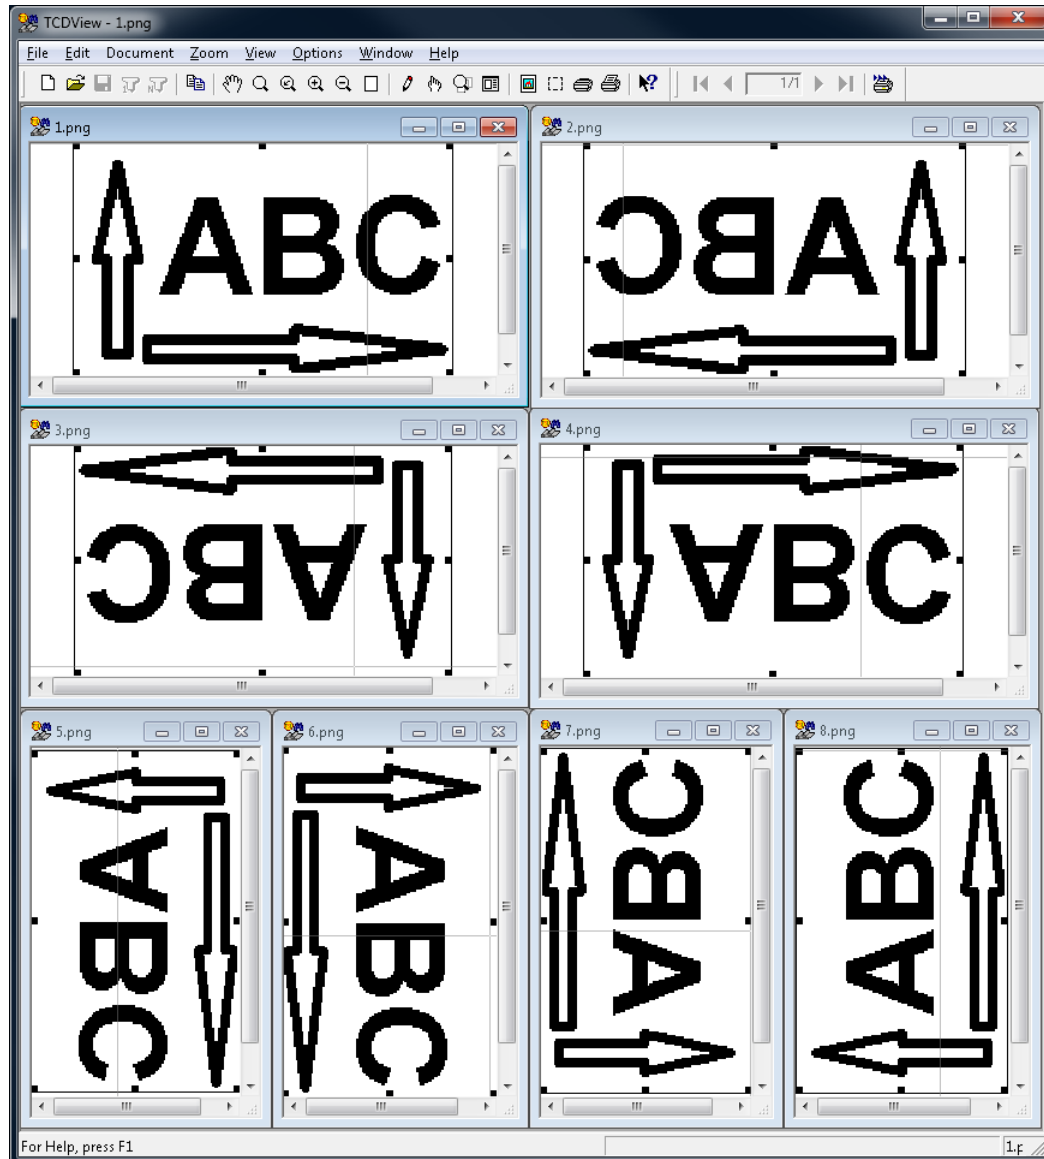 TCDView - 1.png
File Edit Document Zoom View Options Window Help
1/1
1.png
2.png
ABC
ABC
3.png
4.png
ABC
ABC
5.png
6.png
7.png
8.png
ABC
ABC
ABC
ABC
For Help, press F1
1.p